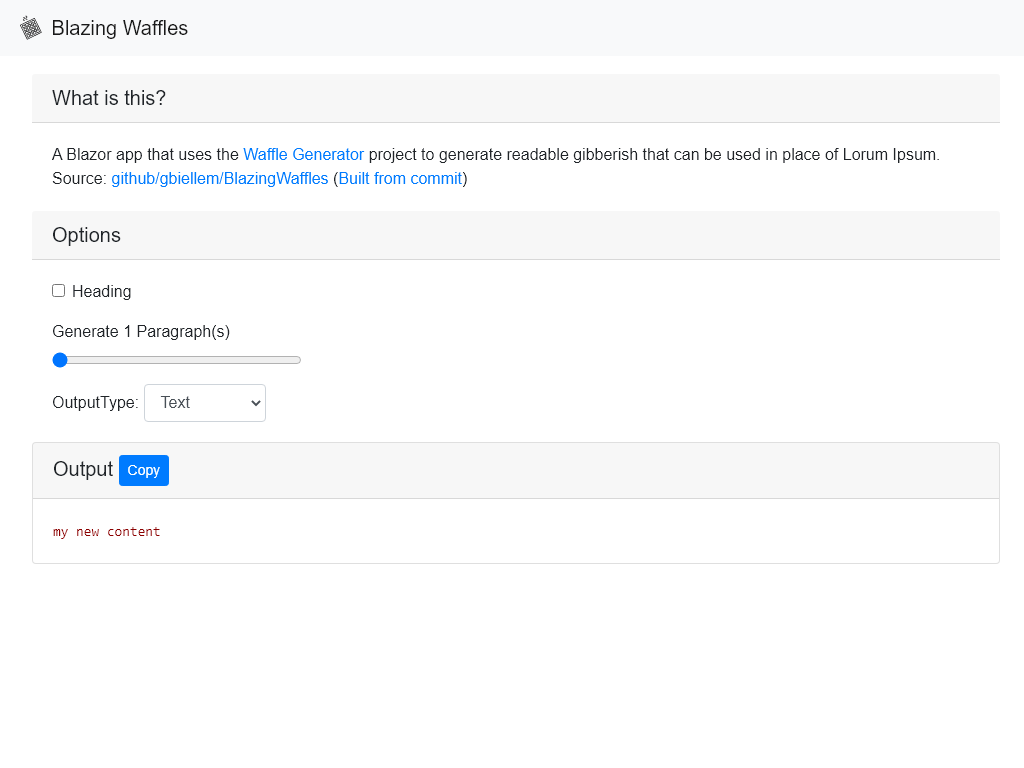 Blazing Waffles
What is this?
A Blazor app that uses the Waffle Generator project to generate readable gibberish that can be used in place of Lorum Ipsum.
Source: github/gbiellem/BlazingWaffles (Built from commit)
Options
Heading
Generate 1 Paragraph(s)
OutputType: Text
Output Copy
my new content